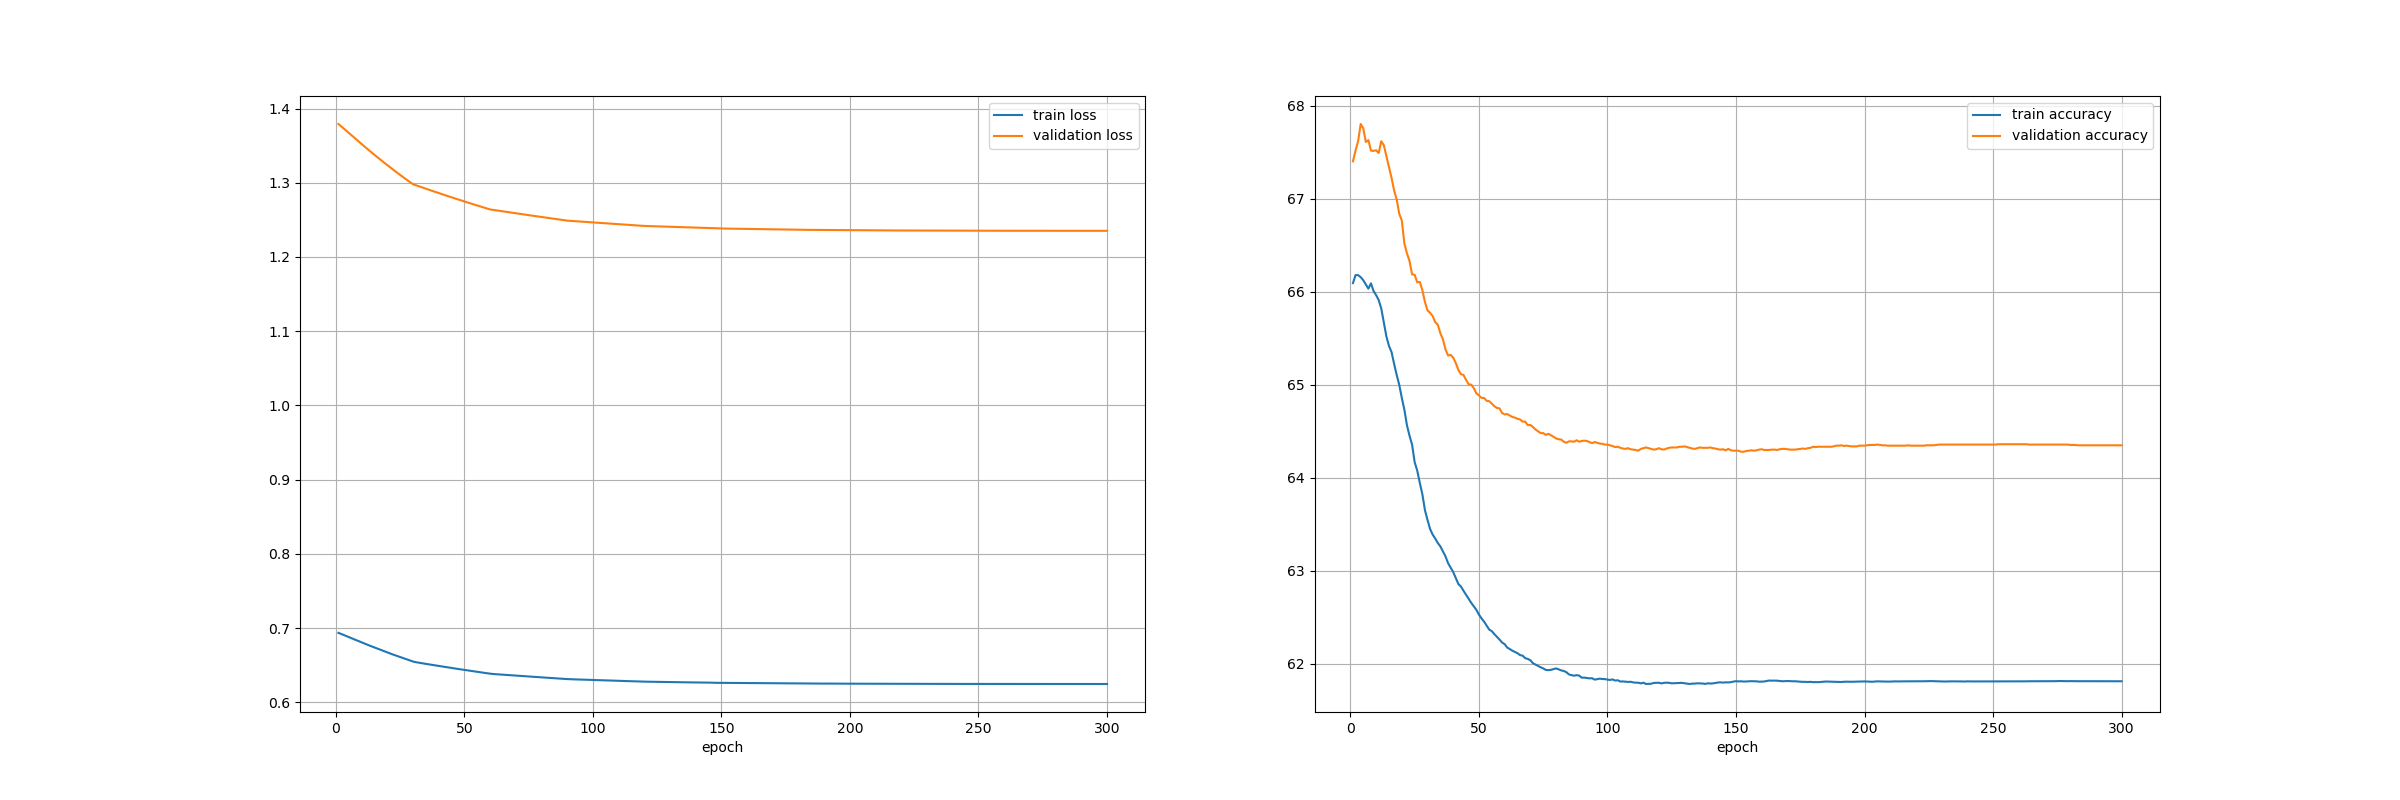 1.4
1.3
1.2
1.1
1.0
0.9
0.8
0.7
0.6
0 50 100 150 200 250 300
epoch
train loss
validation loss
68
67
66
65
64
63
62
0 50 100 150 200 250 300
epoch
train accuracy
validation accuracy